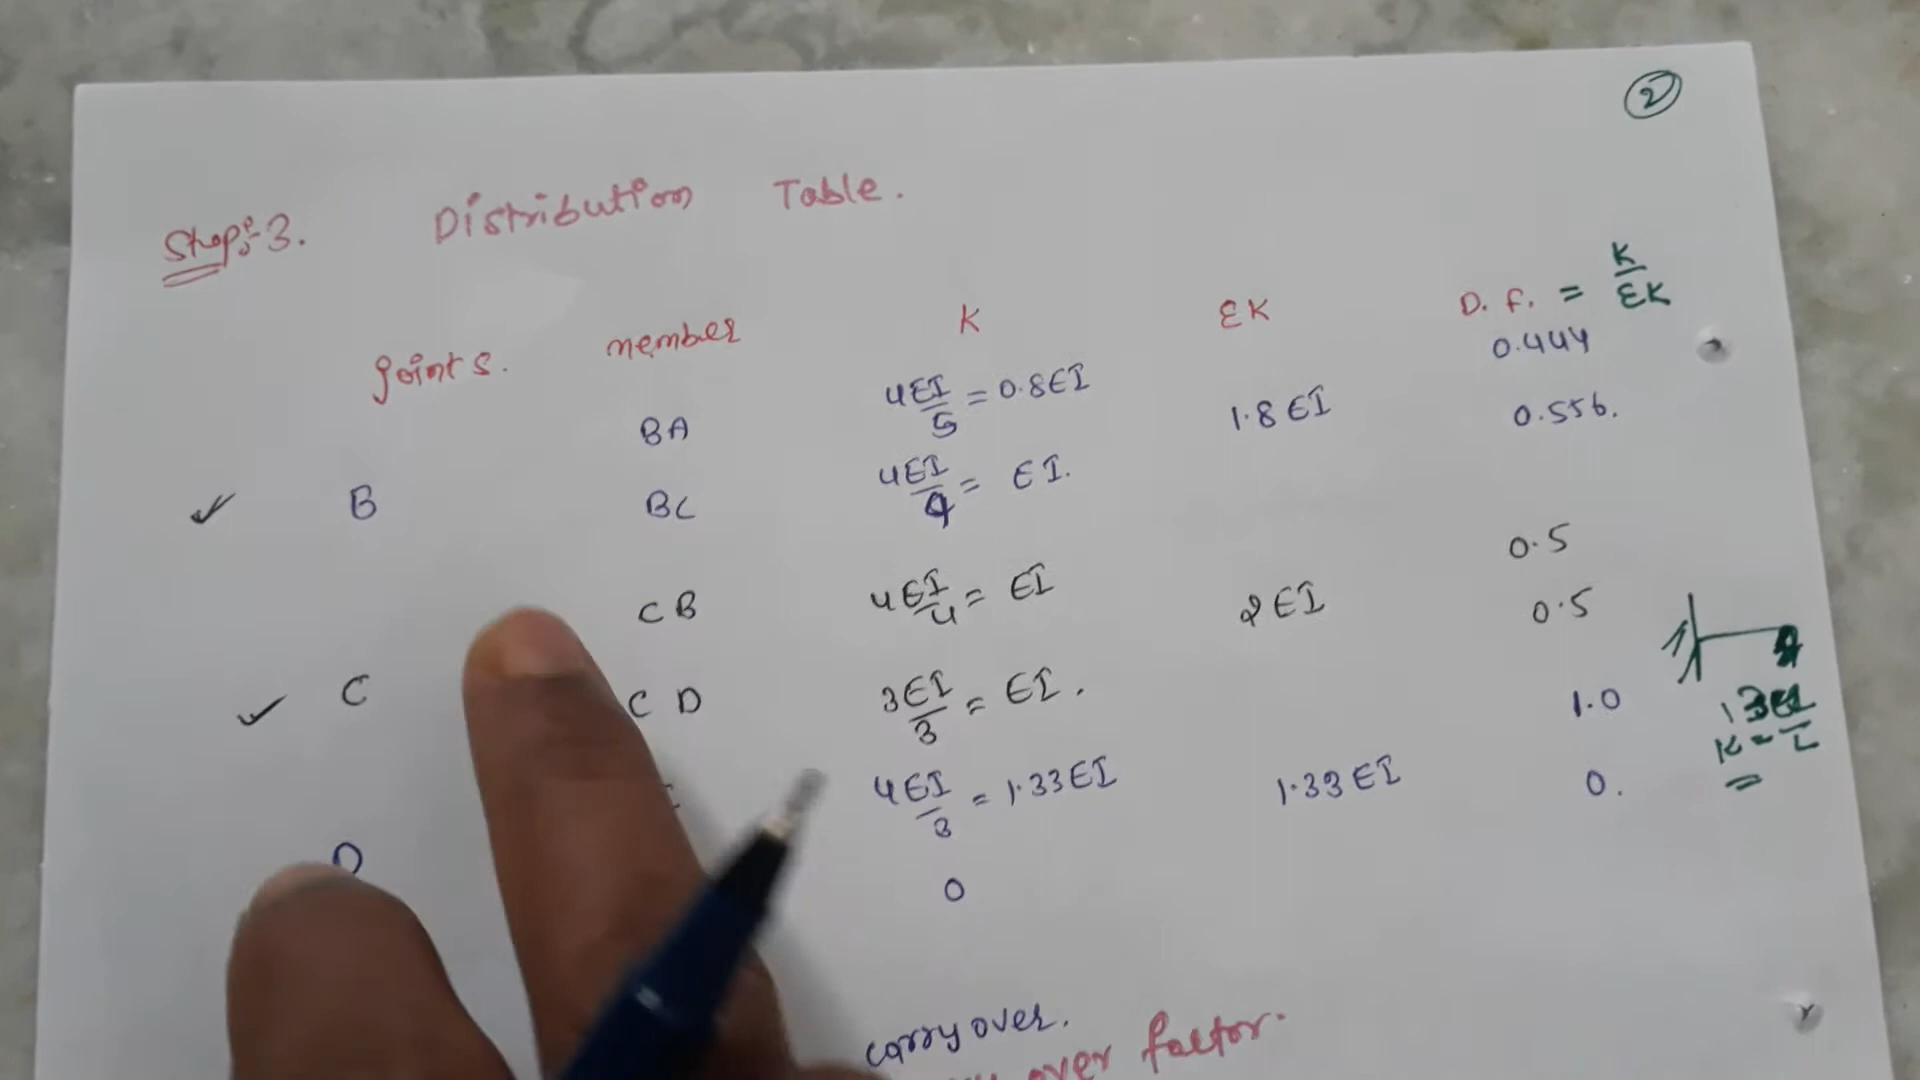 2
Step:-3. Distribution Table.
Joints. member K ΣK D.F. = K/ΣK
BA 4EI/5 = 0.8EI 1.8EI 0.444
B BC 4EI/4 = EI. 0.556.
CB 4EI/4 = EI 2EI 0.5
C CD 3EI/3 = EI. 0.5
4EI/3 = 1.33EI 1.33EI 1.0
D 0 0.
K = 3EI/L
carry over.
over factor.